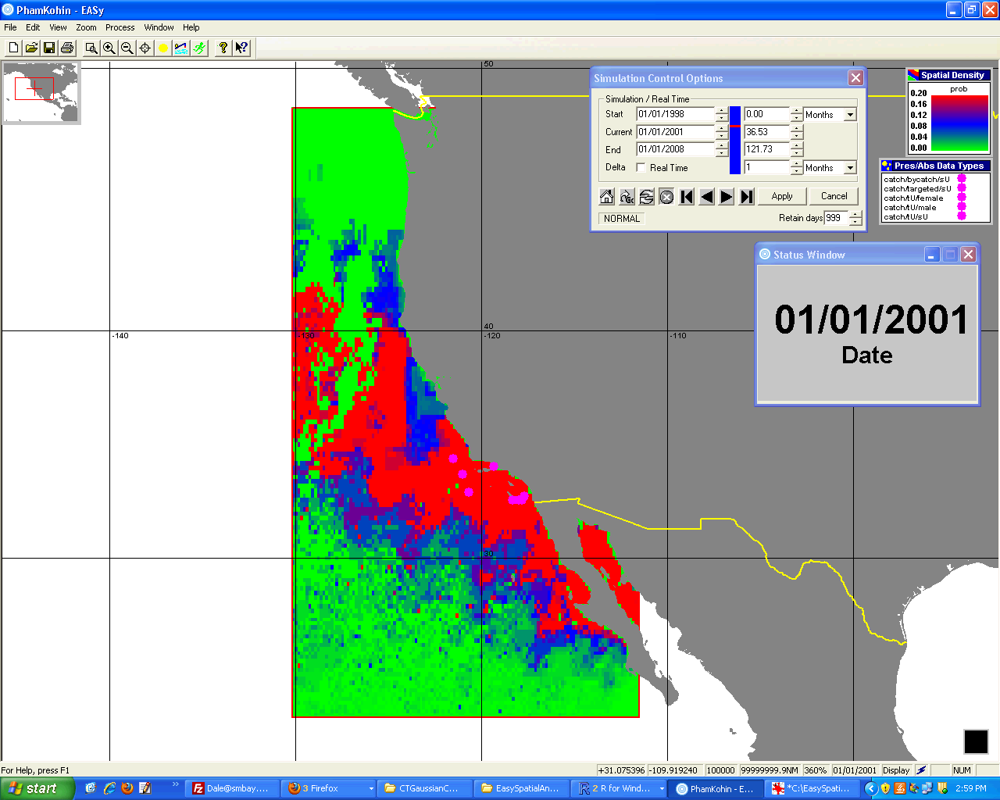 PhamKohin - EASy
File Edit View Zoom Process Window Help
50
Simulation Control Options
Simulation / Real Time
Start 01/01/1998 0.00 Months
Current 01/01/2001 36.53
End 01/01/2008 121.73
Delta Real Time 1 Months
Apply Cancel
NORMAL Retain days 999
Spatial Density
prob
0.20
0.16
0.12
0.08
0.04
0.00
Pres/Abs Data Types
catch/bycatch/sU
catch/targeted/sU
catch/tU/female
catch/tU/male
catch/tU/sU
Status Window
01/01/2001
Date
40
-140 -130 -120 -110
30
For Help, press F1 +31.075396 -109.919240 100000 99999999.9NM 360% 01/01/2001 Display NUM
start Dale@smbay.... 3 Firefox CTGaussianC... EasySpatialAn... 2 R for Wind... PhamKohin - E... *C:\EasySpati... 2:59 PM